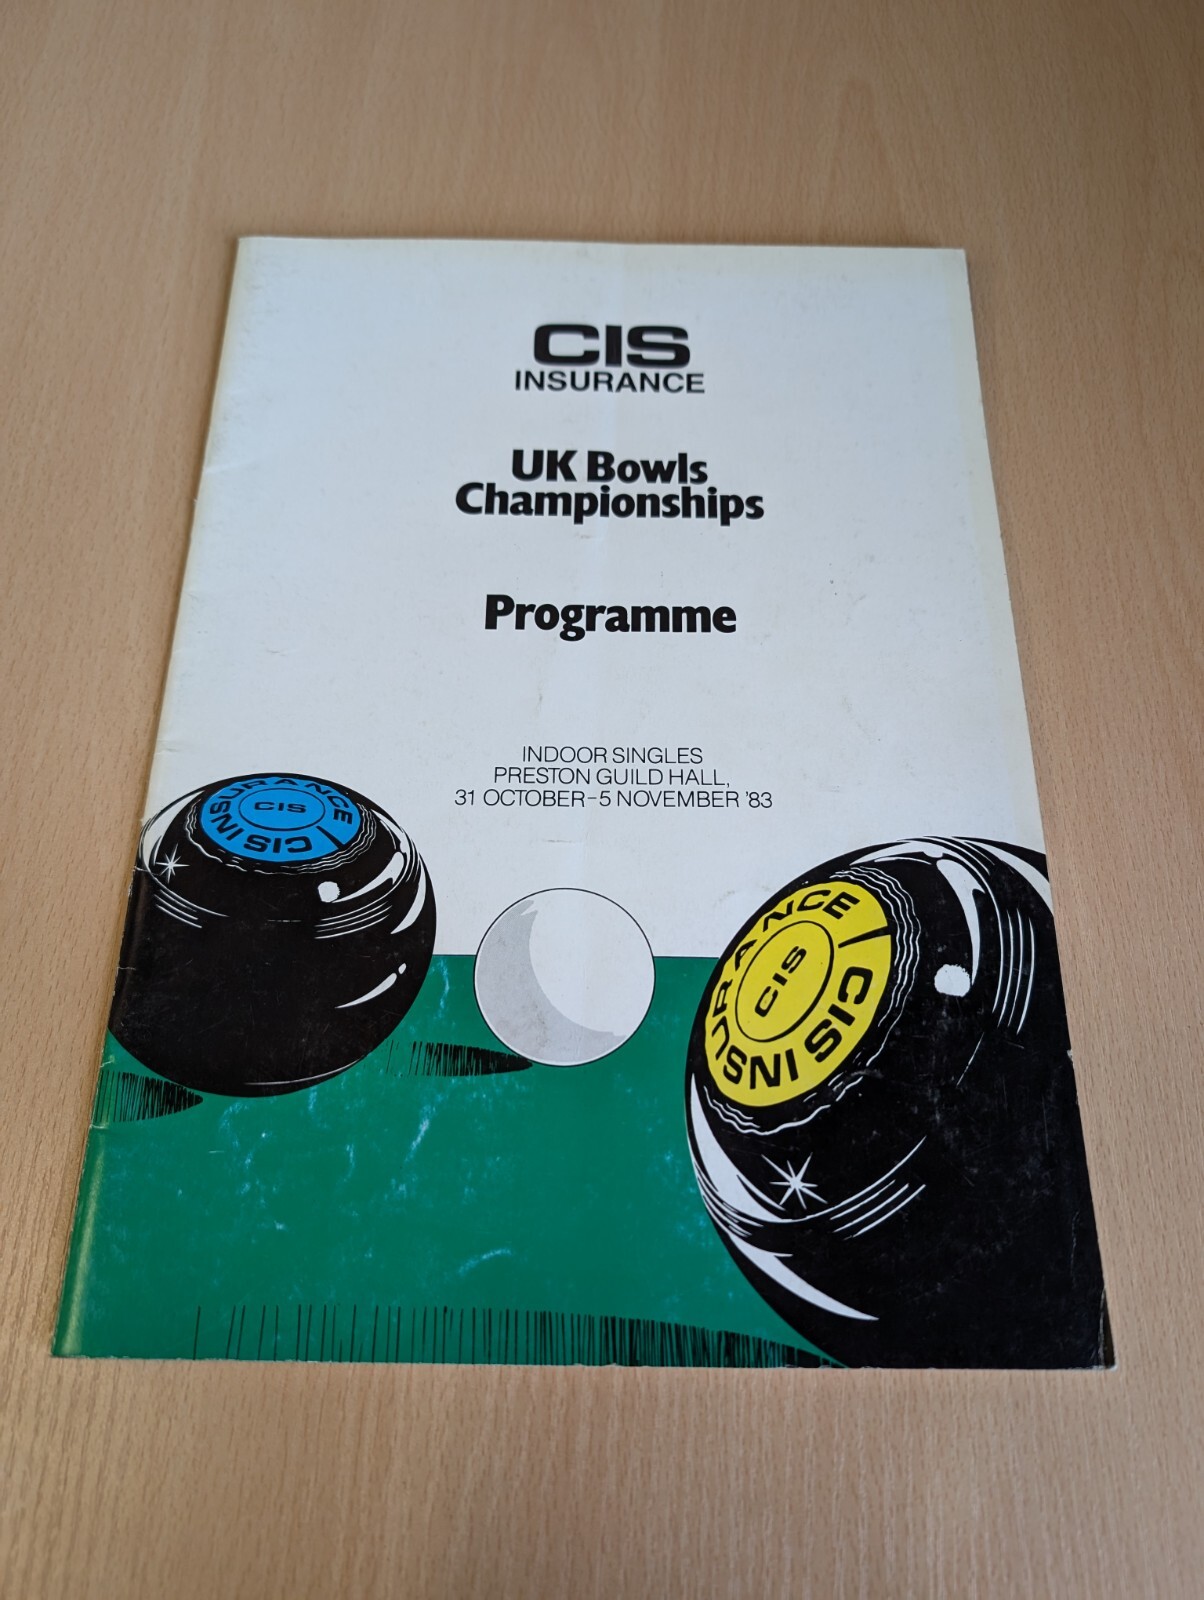 CIS
INSURANCE
UK Bowls
Championships
Programme
INDOOR SINGLES
PRESTON GUILD HALL,
31 OCTOBER–5 NOVEMBER '83
CIS INSURANCE
CIS
CIS INSURANCE
CIS